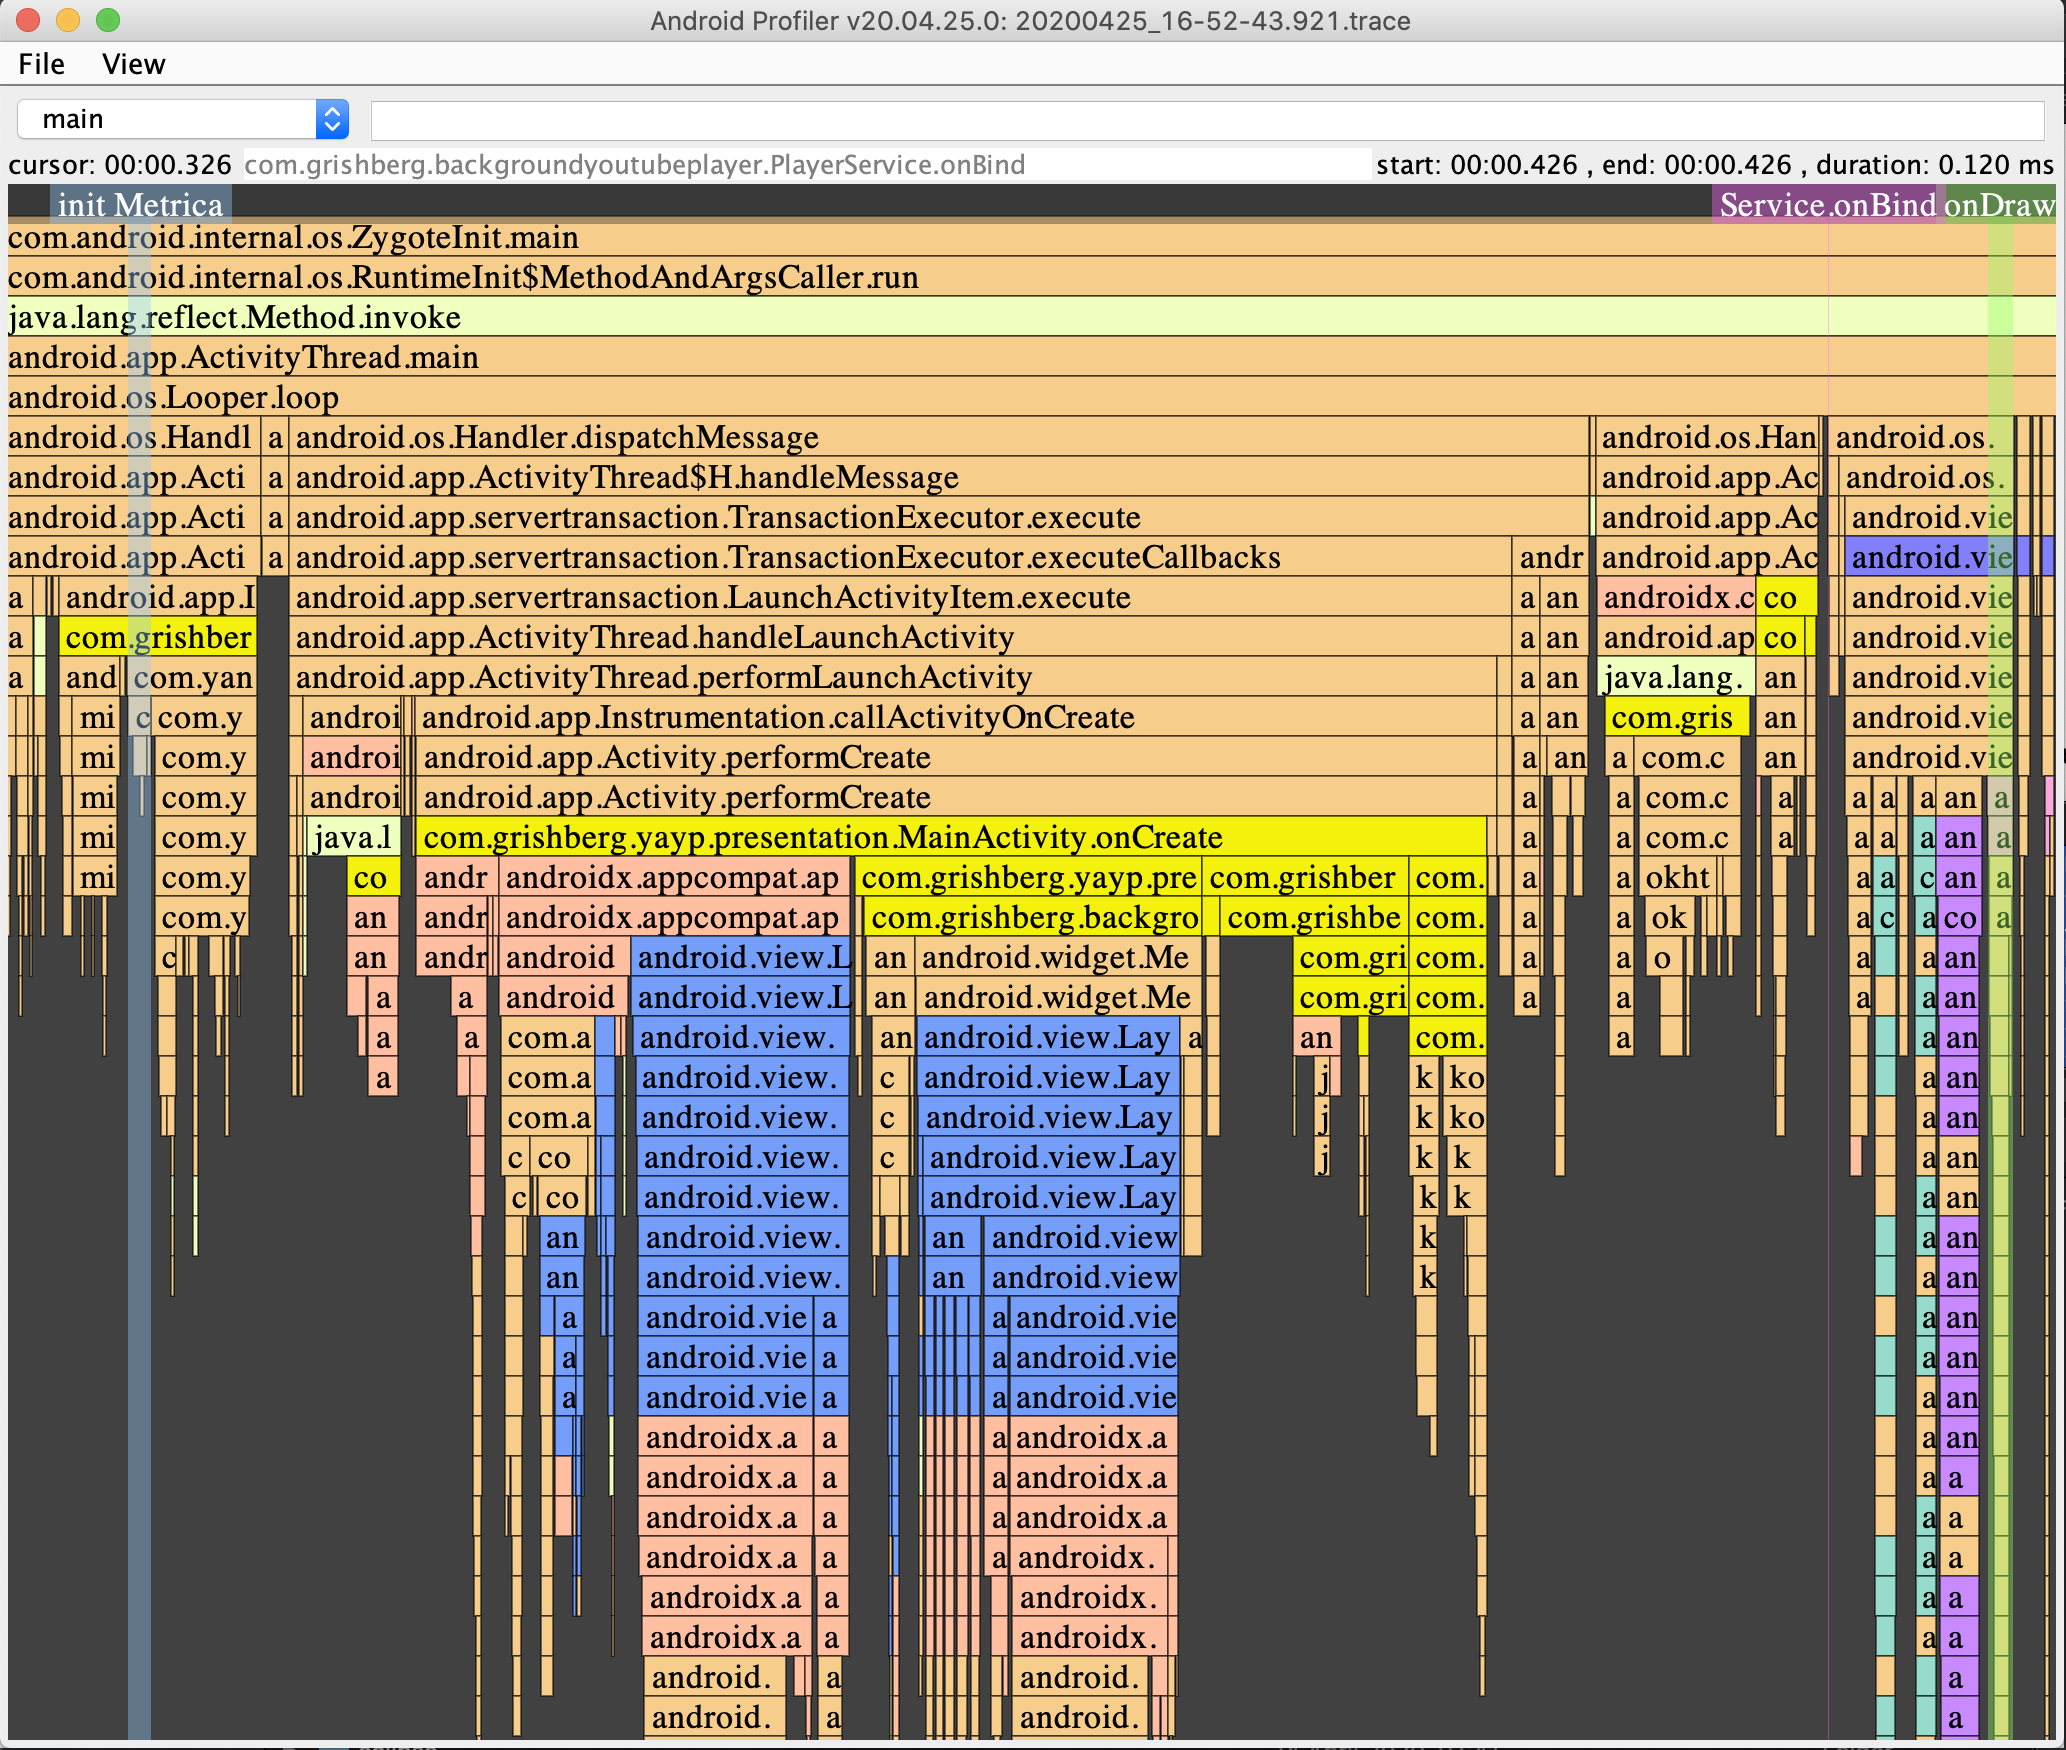 Android Profiler v20.04.25.0: 20200425_16-52-43.921.trace
File View
main
cursor: 00:00.326 com.grishberg.backgroundyoutubeplayer.PlayerService.onBind start: 00:00.426 , end: 00:00.426 , duration: 0.120 ms
init Metrica Service.onBind onDraw
com.android.internal.os.ZygoteInit.main
com.android.internal.os.RuntimeInit$MethodAndArgsCaller.run
java.lang.reflect.Method.invoke
android.app.ActivityThread.main
android.os.Looper.loop
android.os.Handl a android.os.Handler.dispatchMessage android.os.Han android.os.
android.app.Acti a android.app.ActivityThread$H.handleMessage android.app.Ac android.os.
android.app.Acti a android.app.servertransaction.TransactionExecutor.execute android.app.Ac android.vie
android.app.Acti a android.app.servertransaction.TransactionExecutor.executeCallbacks andr android.app.Ac android.vie
a android.app.I android.app.servertransaction.LaunchActivityItem.execute a an androidx.c co android.vie
a com.grishber android.app.ActivityThread.handleLaunchActivity a an android.ap co android.vie
a and com.yan android.app.ActivityThread.performLaunchActivity a an java.lang. an android.vie
mi c com.y androi android.app.Instrumentation.callActivityOnCreate a an com.gris an android.vie
mi com.y androi android.app.Activity.performCreate a an a com.c an android.vie
mi com.y androi android.app.Activity.performCreate a a com.c a a a a an a
mi com.y java.l com.grishberg.yayp.presentation.MainActivity.onCreate a a com.c a a a a an a
mi com.y co andr androidx.appcompat.ap com.grishberg.yayp.pre com.grishber com. a a okht a a c an a
com.y an andr androidx.appcompat.ap com.grishberg.backgro com.grishbe com. a a ok a c a co a
c an andr android android.view.L an android.widget.Me com.gri com. a a o a a an
a a android android.view.L an android.widget.Me com.gri com. a a a a an
a a com.a android.view. an android.view.Lay a an com. a a an
a com.a android.view. c android.view.Lay j k ko a an
com.a android.view. c android.view.Lay j k ko a an
c co android.view. c android.view.Lay j k k a an
c co android.view. android.view.Lay k k a an
an android.view. an android.view k a an
an android.view. an android.view k a an
a android.vie a a android.vie a an
a android.vie a a android.vie a an
a android.vie a a android.vie a an
androidx.a a a androidx.a a an
androidx.a a a androidx.a a a
androidx.a a a androidx.a a a
androidx.a a a androidx. a a
androidx.a a androidx. a a
androidx.a a androidx. a a
android. a android. a
android. a android. a